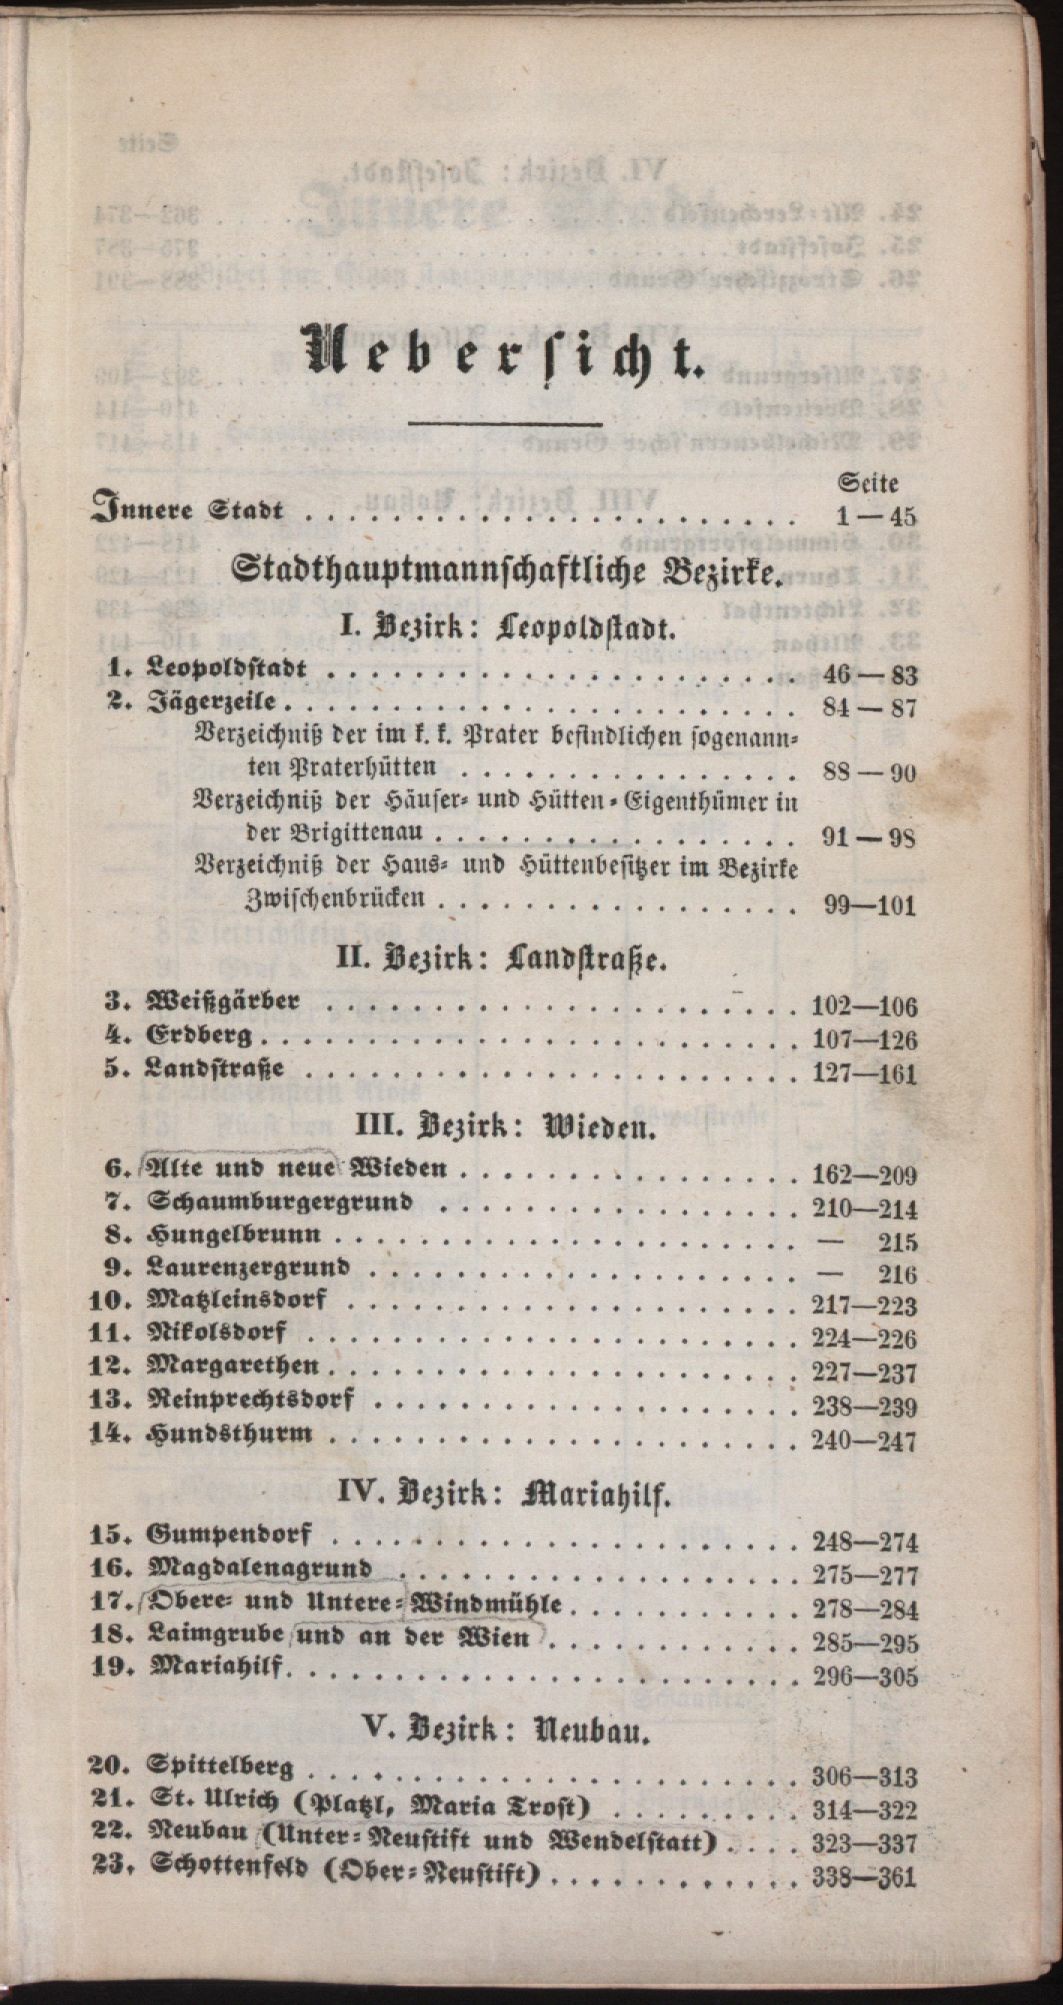 Uebersicht.
Seite
Innere Stadt . . . . . . . . . . . . . . . . . . . . . . . 1—45
Stadthauptmannschaftliche Bezirke.
I. Bezirk: Leopoldstadt.
1. Leopoldstadt . . . . . . . . . . . . . . . . . . . . . . 46—83
2. Jägerzeile . . . . . . . . . . . . . . . . . . . . . . . . 84—87
Verzeichniß der im k. k. Prater befindlichen sogenann-
ten Praterhütten . . . . . . . . . . . . . . . . 88—90
Verzeichniß der Häuser- und Hütten-Eigenthümer in
der Brigittenau . . . . . . . . . . . . . . . . . 91—98
Verzeichniß der Haus- und Hüttenbesitzer im Bezirke
Zwischenbrücken . . . . . . . . . . . . . . . . . 99—101
II. Bezirk: Landstraße.
3. Weißgärber . . . . . . . . . . . . . . . . . . . . . . 102—106
4. Erdberg . . . . . . . . . . . . . . . . . . . . . . . . . 107—126
5. Landstraße . . . . . . . . . . . . . . . . . . . . . . . 127—161
III. Bezirk: Wieden.
6. Alte und neue Wieden . . . . . . . . . . . . . . . . 162—209
7. Schaumburgergrund . . . . . . . . . . . . . . . . . 210—214
8. Hungelbrunn . . . . . . . . . . . . . . . . . . . . . . — 215
9. Laurenzergrund . . . . . . . . . . . . . . . . . . . . — 216
10. Matzleinsdorf . . . . . . . . . . . . . . . . . . . . . 217—223
11. Nikolsdorf . . . . . . . . . . . . . . . . . . . . . . . 224—226
12. Margarethen . . . . . . . . . . . . . . . . . . . . . . 227—237
13. Reinprechtsdorf . . . . . . . . . . . . . . . . . . . . 238—239
14. Hundsthurm . . . . . . . . . . . . . . . . . . . . . . 240—247
IV. Bezirk: Mariahilf.
15. Gumpendorf . . . . . . . . . . . . . . . . . . . . . . 248—274
16. Magdalenagrund . . . . . . . . . . . . . . . . . . . 275—277
17. Obere- und Untere-Windmühle . . . . . . . . . . . 278—284
18. Laimgrube und an der Wien . . . . . . . . . . . . 285—295
19. Mariahilf . . . . . . . . . . . . . . . . . . . . . . . . 296—305
V. Bezirk: Neubau.
20. Spittelberg . . . . . . . . . . . . . . . . . . . . . . . 306—313
21. St. Ulrich (Platzl, Maria Trost) . . . . . . . . . 314—322
22. Neubau (Unter-Neustift und Wendelstatt) . . . . 323—337
23. Schottenfeld (Ober-Neustift) . . . . . . . . . . . . 338—361